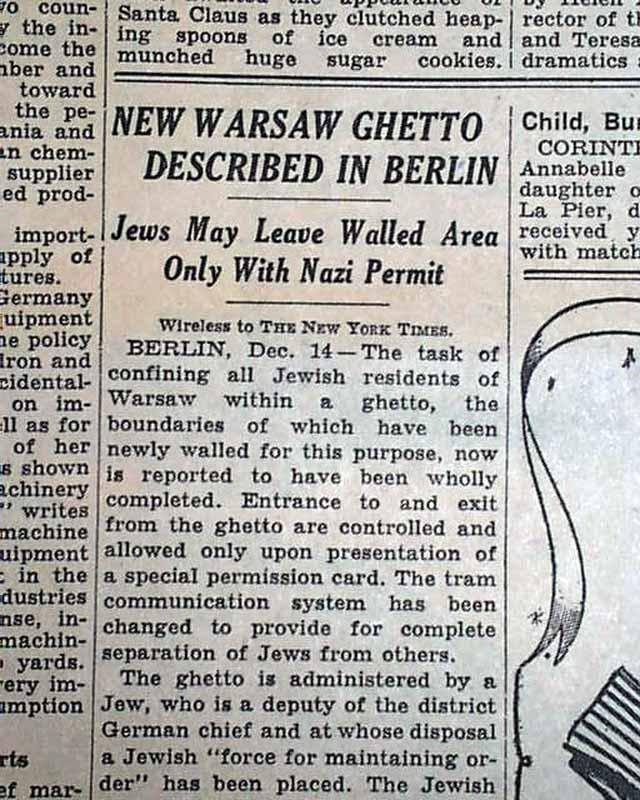 wo coun-
y the in-
come the
mber and
toward
the pe-
ania and
an chem-
supplier
ed prod-
import-
upply of
tures.
Germany
uipment
he policy
dron and
cidental-
on im-
ll as for
of her
s shown
achinery
" writes
machine
uipment
t in the
dustries
nse, in-
machin-
yards.
ery im-
umption
rts
ef mar-
Santa Claus as they clutched heap-
ing spoons of ice cream and
munched huge sugar cookies.
NEW WARSAW GHETTO
DESCRIBED IN BERLIN
Jews May Leave Walled Area
Only With Nazi Permit
Wireless to THE NEW YORK TIMES.
BERLIN, Dec. 14—The task of
confining all Jewish residents of
Warsaw within a ghetto, the
boundaries of which have been
newly walled for this purpose, now
is reported to have been wholly
completed. Entrance to and exit
from the ghetto are controlled and
allowed only upon presentation of
a special permission card. The tram
communication system has been
changed to provide for complete
separation of Jews from others.
The ghetto is administered by a
Jew, who is a deputy of the district
German chief and at whose disposal
a Jewish "force for maintaining or-
der" has been placed. The Jewish
rector of th
and Teresa
dramatics
Child, Bu
CORINTH
Annabelle
daughter o
La Pier, d
received y
with match